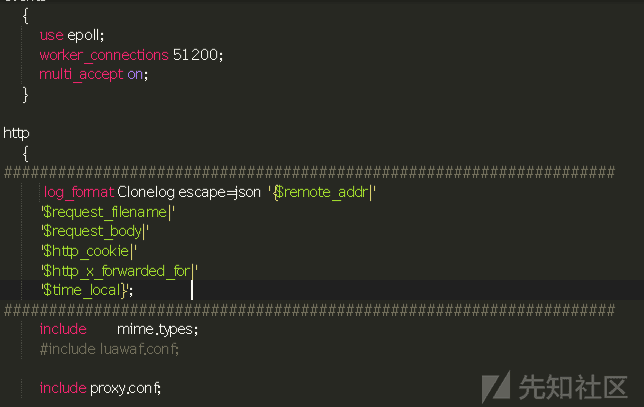 {
use epoll;
worker_connections 51200;
multi_accept on;
}
http
{
####################################################################
log_format Clonelog escape=json '{$remote_addr|'
'$request_filename|'
'$request_body|'
'$http_cookie|'
'$http_x_forwarded_for|'
'$time_local}';
####################################################################
include mime.types;
#include luawaf.conf;
include proxy.conf;
先知社区